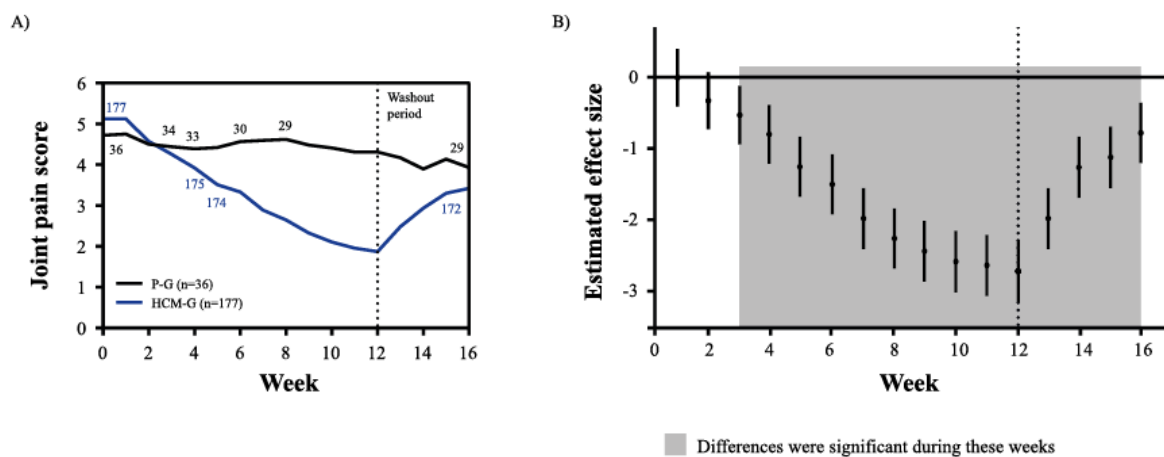 A)
6
5
4
3
2
1
0
Joint pain score
177
36
34
33
30
29
29
175
174
172
Washout
period
P-G (n=36)
HCM-G (n=177)
0 2 4 6 8 10 12 14 16
Week
B)
0
-1
-2
-3
Estimated effect size
0 2 4 6 8 10 12 14 16
Week
Differences were significant during these weeks